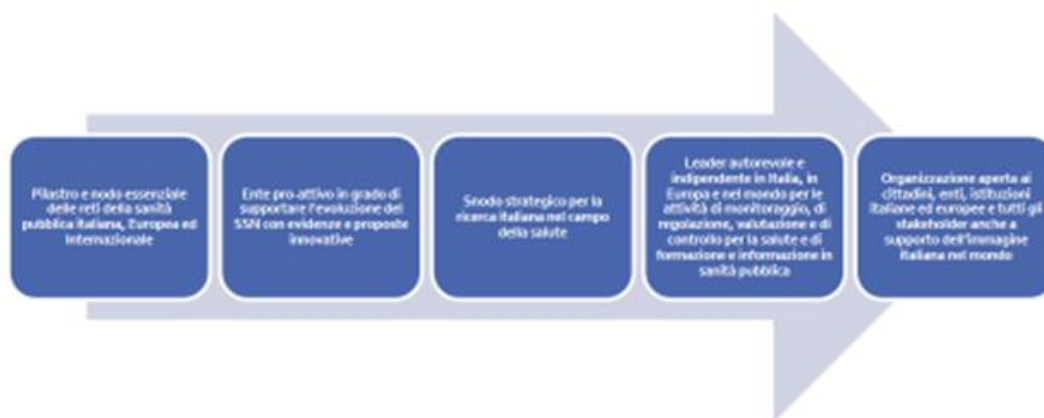 Pilastro e nodo essenziale
delle reti della sanità
pubblica italiana, Europea ed
Internazionale
Ente pro-attivo in grado di
supportare l'evoluzione del
SSN con evidenze e proposte
innovative
Snodo strategico per la
ricerca italiana nel campo
della salute
Leader autorevole e
indipendente in Italia, in
Europa e nel mondo per le
attività di monitoraggio, di
regolazione, valutazione e di
controllo per la salute e di
formazione e informazione in
sanità pubblica
Organizzazione aperta ai
cittadini, enti, istituzioni
italiane ed europee e tutti gli
stakeholder anche a
supporto dell'immagine
italiana nel mondo